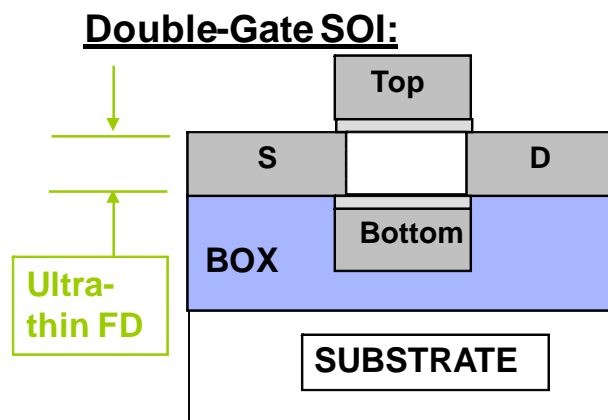 Double-Gate SOI:
Top
S
D
Bottom
BOX
Ultra-
thin FD
SUBSTRATE